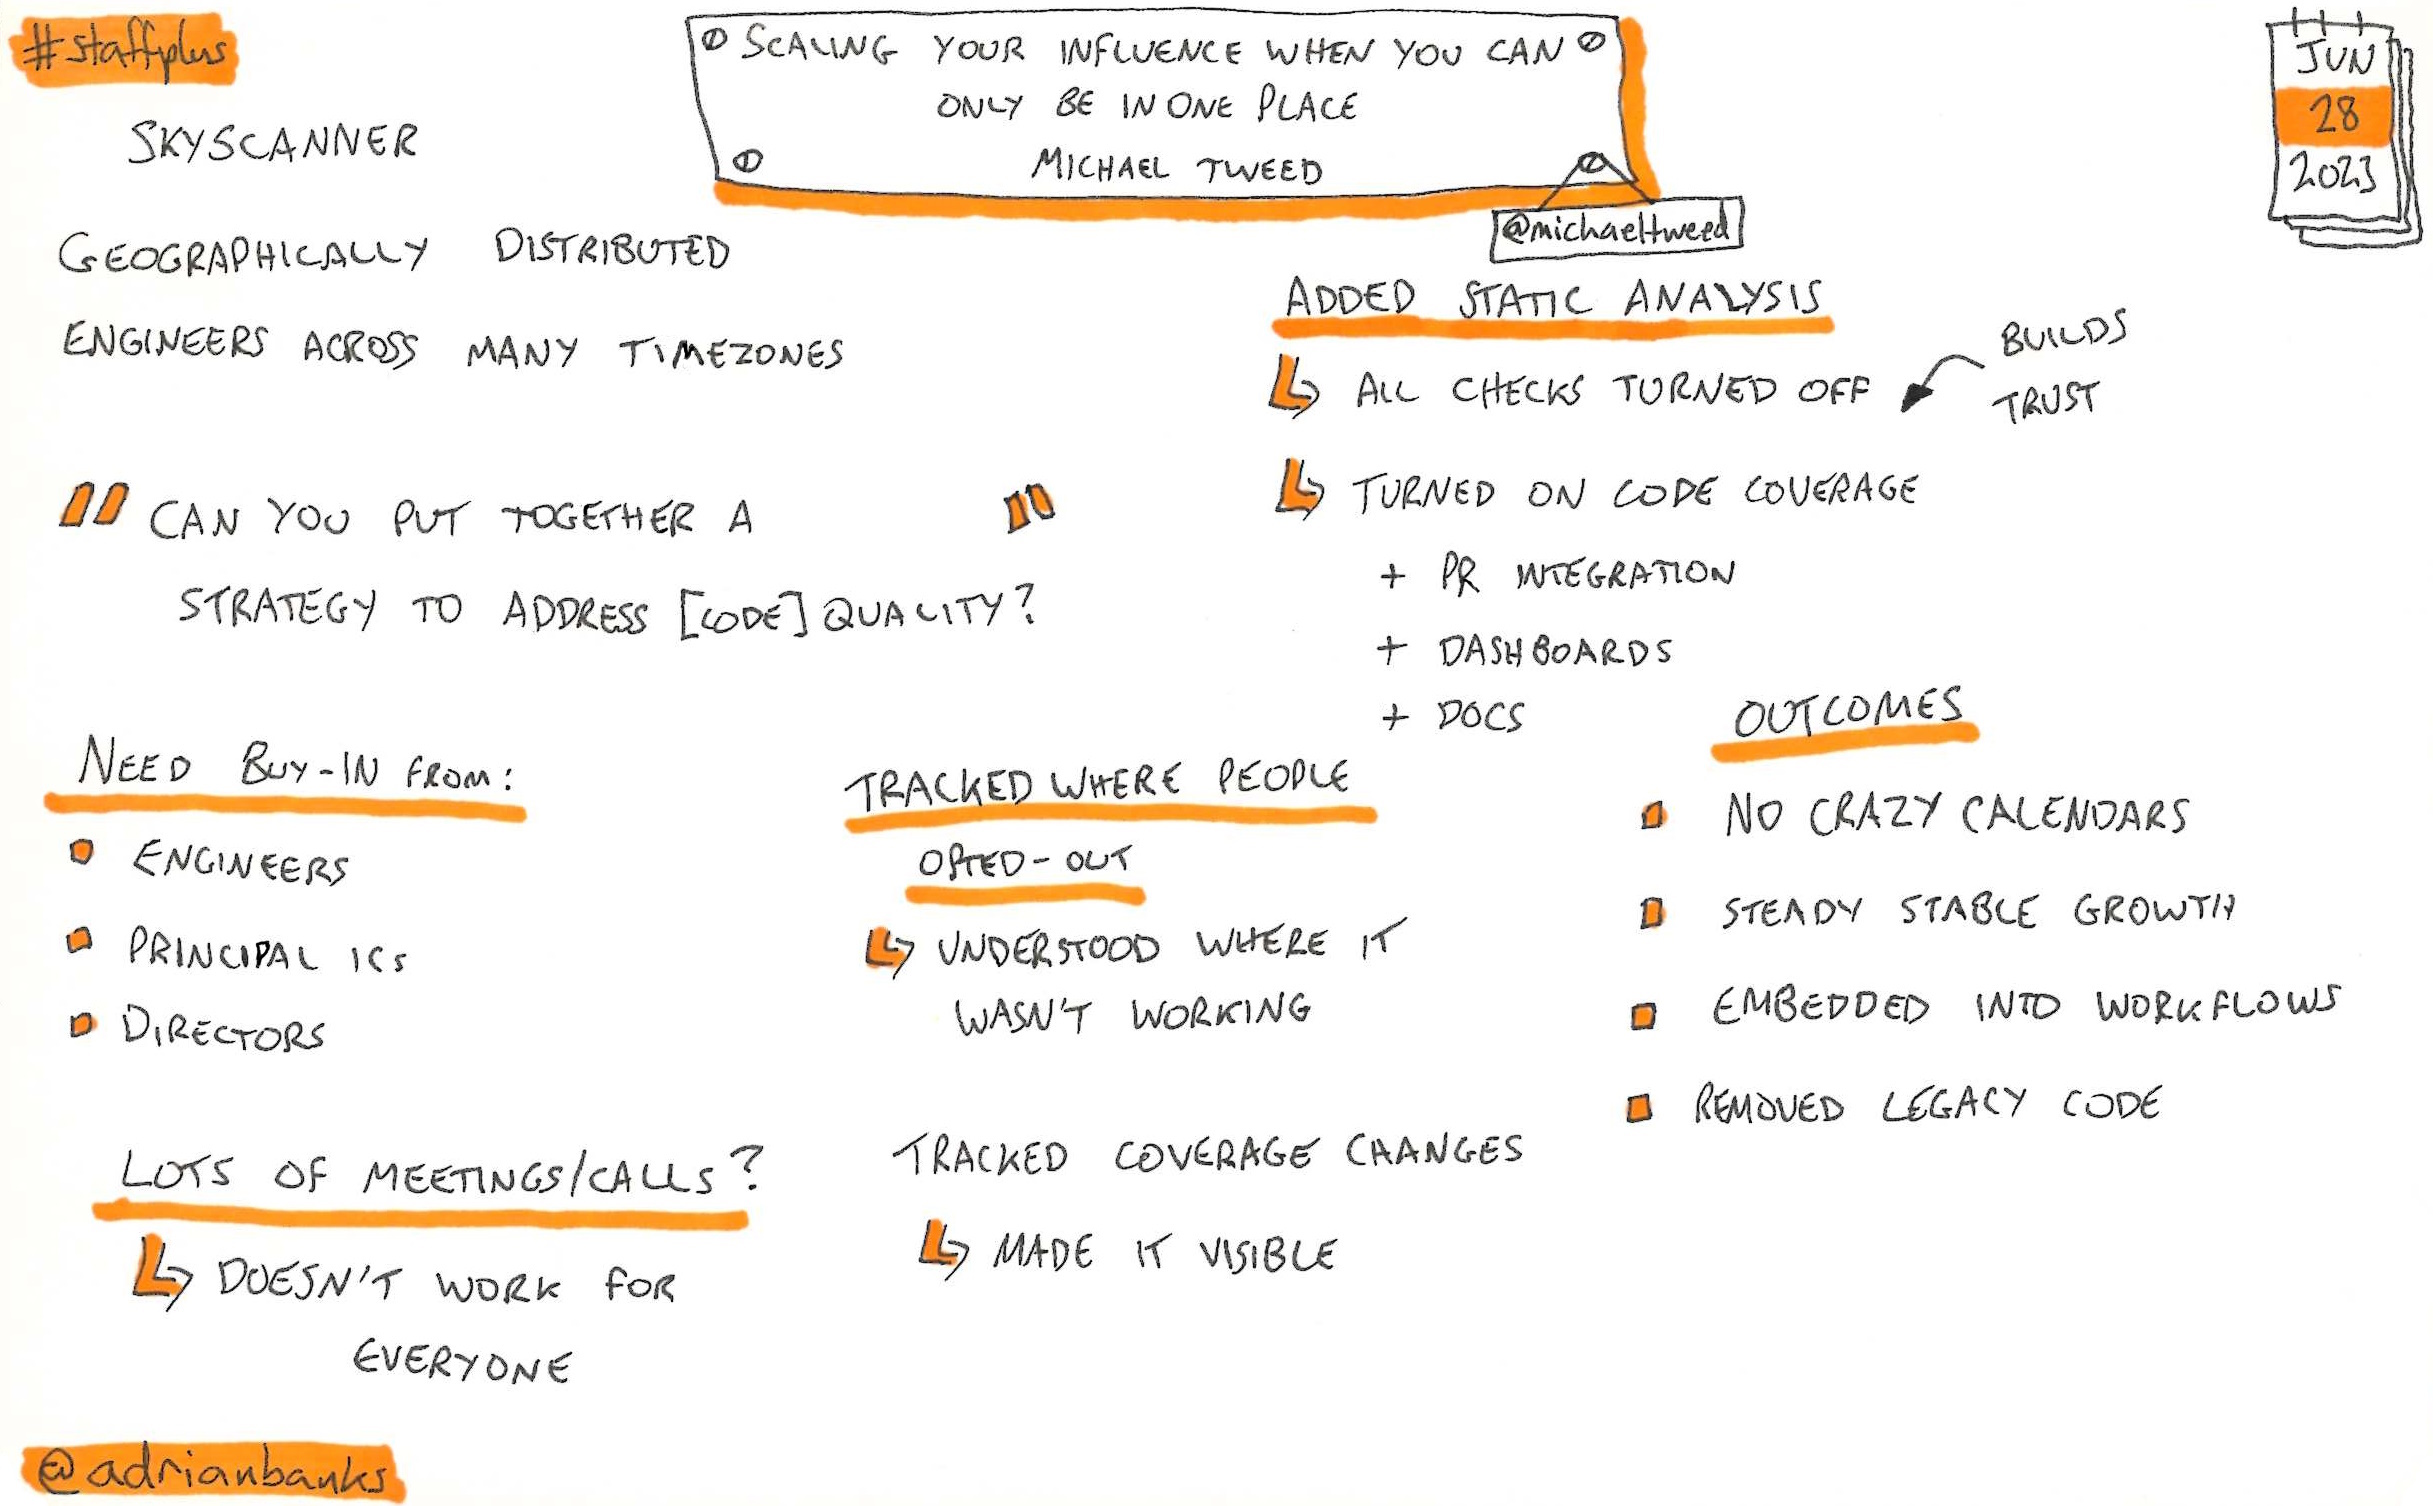 #staffplus
SCALING YOUR INFLUENCE WHEN YOU CAN
ONLY BE IN ONE PLACE
MICHAEL TWEED
@michaeltweed
JUN
28
2023
SKYSCANNER
GEOGRAPHICALLY DISTRIBUTED
ENGINEERS ACROSS MANY TIMEZONES
" CAN YOU PUT TOGETHER A "
STRATEGY TO ADDRESS [CODE] QUALITY?
NEED BUY-IN FROM:
ENGINEERS
PRINCIPAL ICs
DIRECTORS
LOTS OF MEETINGS/CALLS?
DOESN'T WORK FOR
EVERYONE
ADDED STATIC ANALYSIS
ALL CHECKS TURNED OFF
BUILDS
TRUST
TURNED ON CODE COVERAGE
+ PR INTEGRATION
+ DASHBOARDS
+ DOCS
TRACKED WHERE PEOPLE
OPTED-OUT
UNDERSTOOD WHERE IT
WASN'T WORKING
TRACKED COVERAGE CHANGES
MADE IT VISIBLE
OUTCOMES
NO CRAZY CALENDARS
STEADY STABLE GROWTH
EMBEDDED INTO WORKFLOWS
REMOVED LEGACY CODE
@adrianbanks